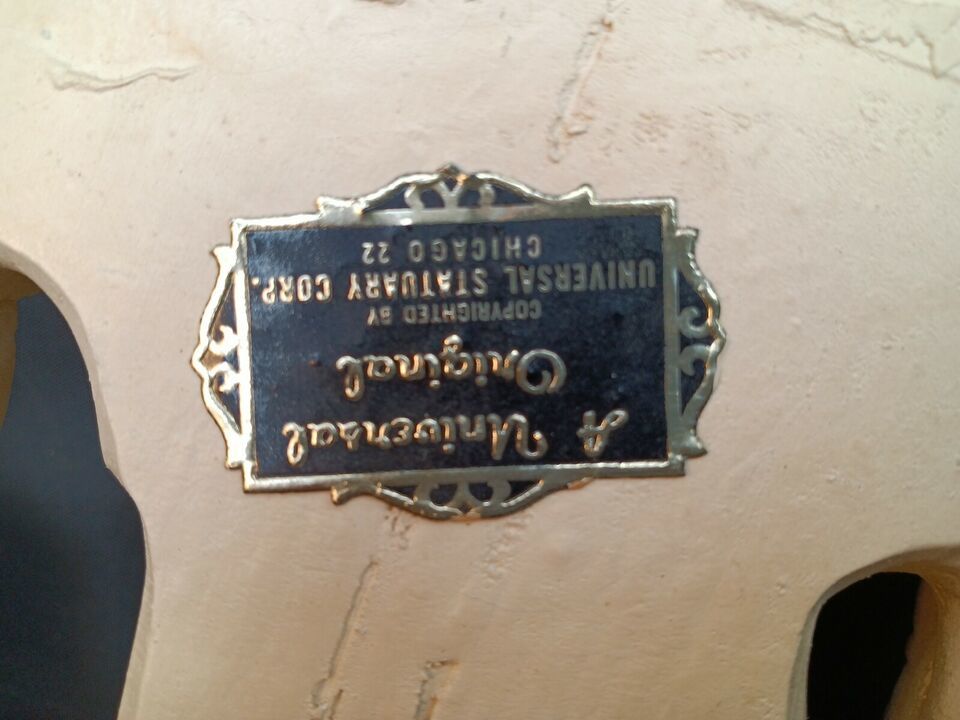 A Universal
Original
COPYRIGHTED BY
UNIVERSAL STATUARY CORP.
CHICAGO 22